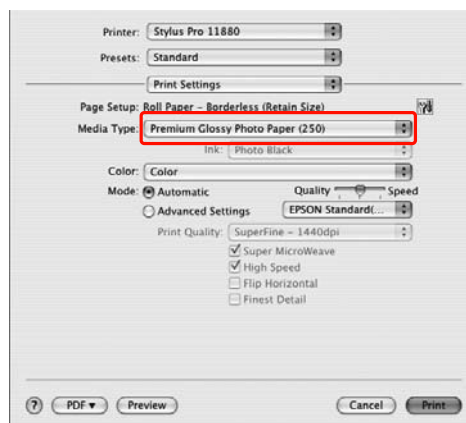 Printer: Stylus Pro 11880
Presets: Standard
Print Settings
Page Setup: Roll Paper - Borderless (Retain Size)
Media Type: Premium Glossy Photo Paper (250)
Ink: Photo Black
Color: Color
Mode: Automatic Quality Speed
Advanced Settings EPSON Standard(...
Print Quality: SuperFine - 1440dpi
Super MicroWeave
High Speed
Flip Horizontal
Finest Detail
? PDF ▼ Preview Cancel Print